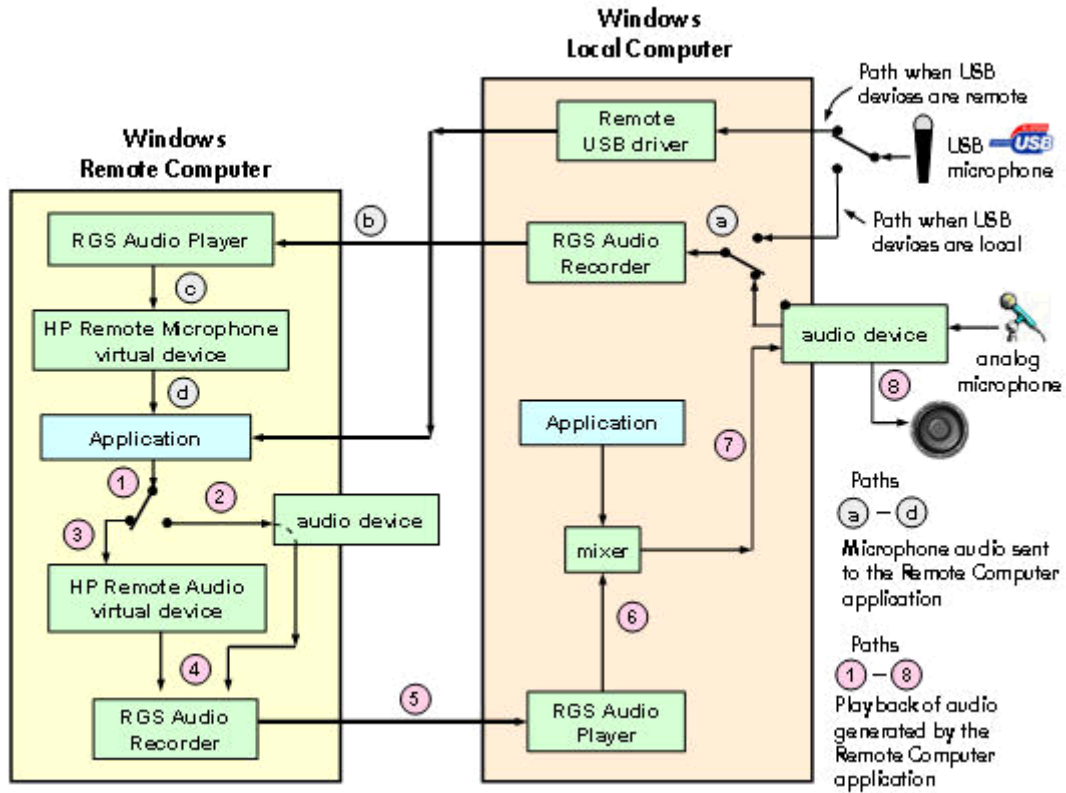 Windows
Local Computer
Path when USB
devices are remote
Windows
Remote Computer
Remote
USB driver
USB
USB
microphone
b
a
Path when USB
devices are local
RGS Audio Player
RGS Audio
Recorder
c
HP Remote Microphone
virtual device
audio device
analog
microphone
d
8
Application
Application
7
1
2
Paths
a – d
3
audio device
mixer
Microphone audio sent
to the Remote Computer
application
HP Remote Audio
virtual device
6
4
Paths
1 – 8
5
RGS Audio
Recorder
RGS Audio
Player
Playback of audio
generated by the
Remote Computer
application